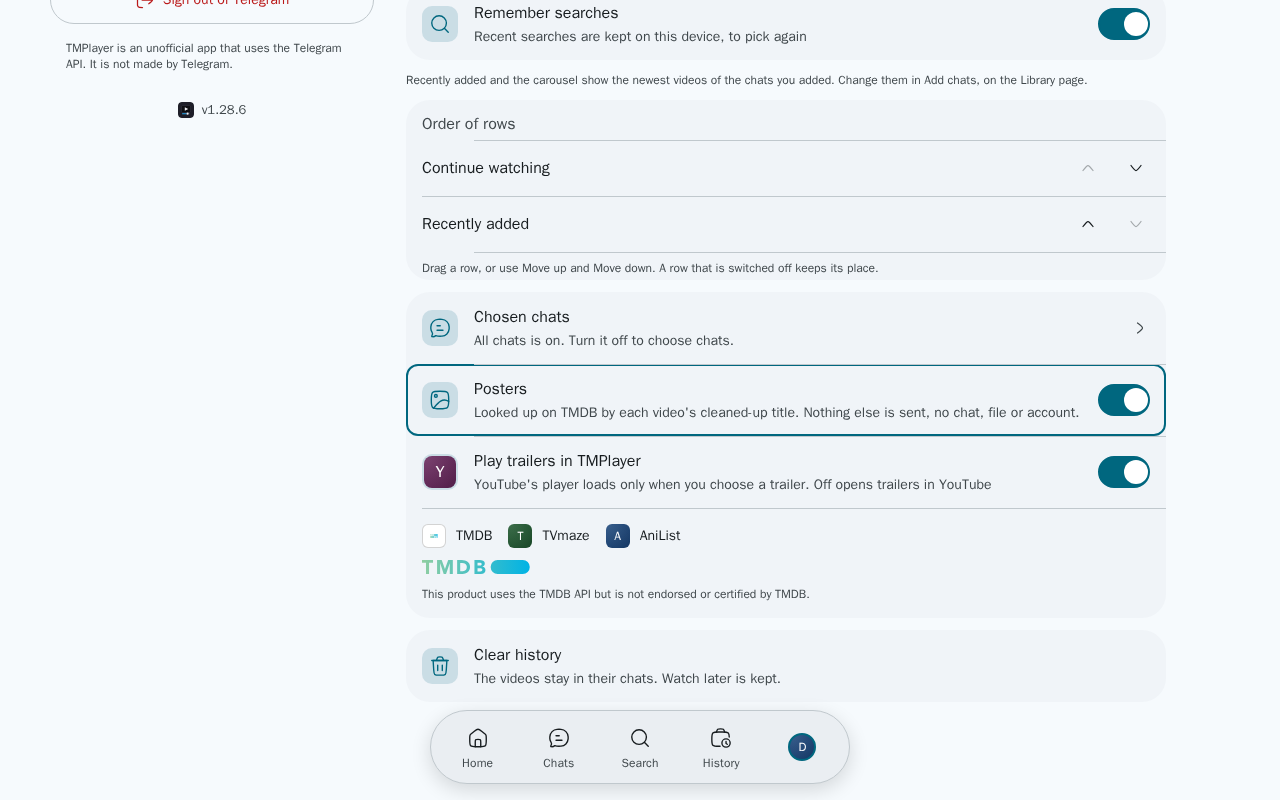 Sign out of Telegram
TMPlayer is an unofficial app that uses the Telegram
API. It is not made by Telegram.
v1.28.6
Remember searches
Recent searches are kept on this device, to pick again
Recently added and the carousel show the newest videos of the chats you added. Change them in Add chats, on the Library page.
Order of rows
Continue watching
Recently added
Drag a row, or use Move up and Move down. A row that is switched off keeps its place.
Chosen chats
All chats is on. Turn it off to choose chats.
Posters
Looked up on TMDB by each video's cleaned-up title. Nothing else is sent, no chat, file or account.
Y
Play trailers in TMPlayer
YouTube's player loads only when you choose a trailer. Off opens trailers in YouTube
TMDB T TVmaze A AniList
TMDB
This product uses the TMDB API but is not endorsed or certified by TMDB.
Clear history
The videos stay in their chats. Watch later is kept.
Home Chats Search History D